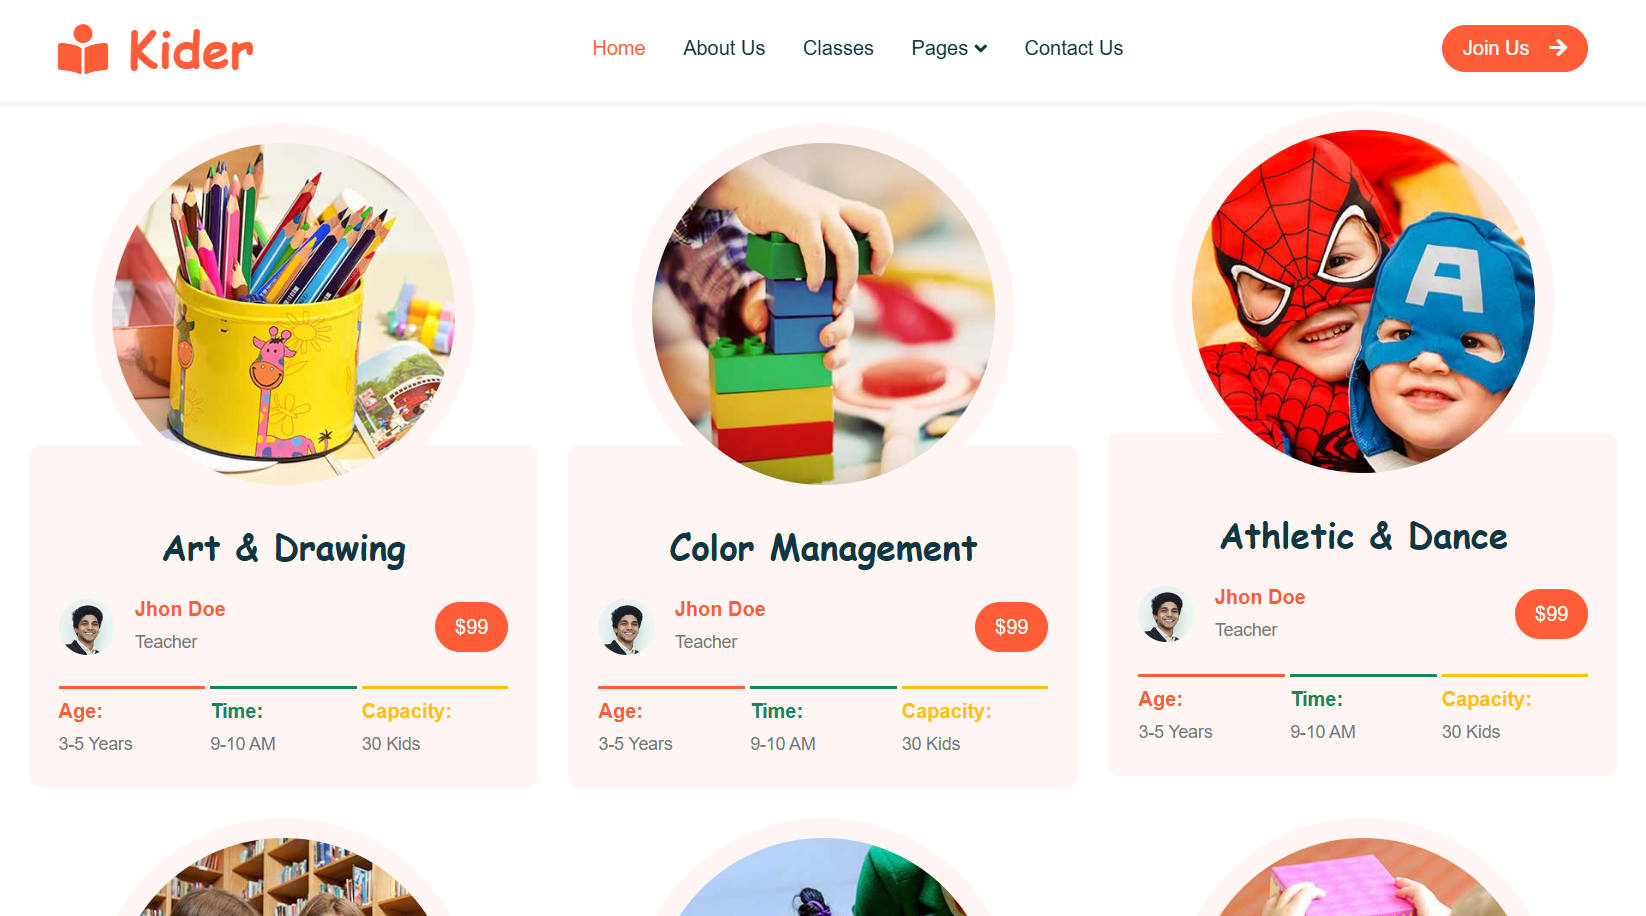 Kider
Home
About Us
Classes
Pages
Contact Us
Join Us
A
Art & Drawing
Jhon Doe
Teacher
$99
Age:
3-5 Years
Time:
9-10 AM
Capacity:
30 Kids
Color Management
Jhon Doe
Teacher
$99
Age:
3-5 Years
Time:
9-10 AM
Capacity:
30 Kids
Athletic & Dance
Jhon Doe
Teacher
$99
Age:
3-5 Years
Time:
9-10 AM
Capacity:
30 Kids